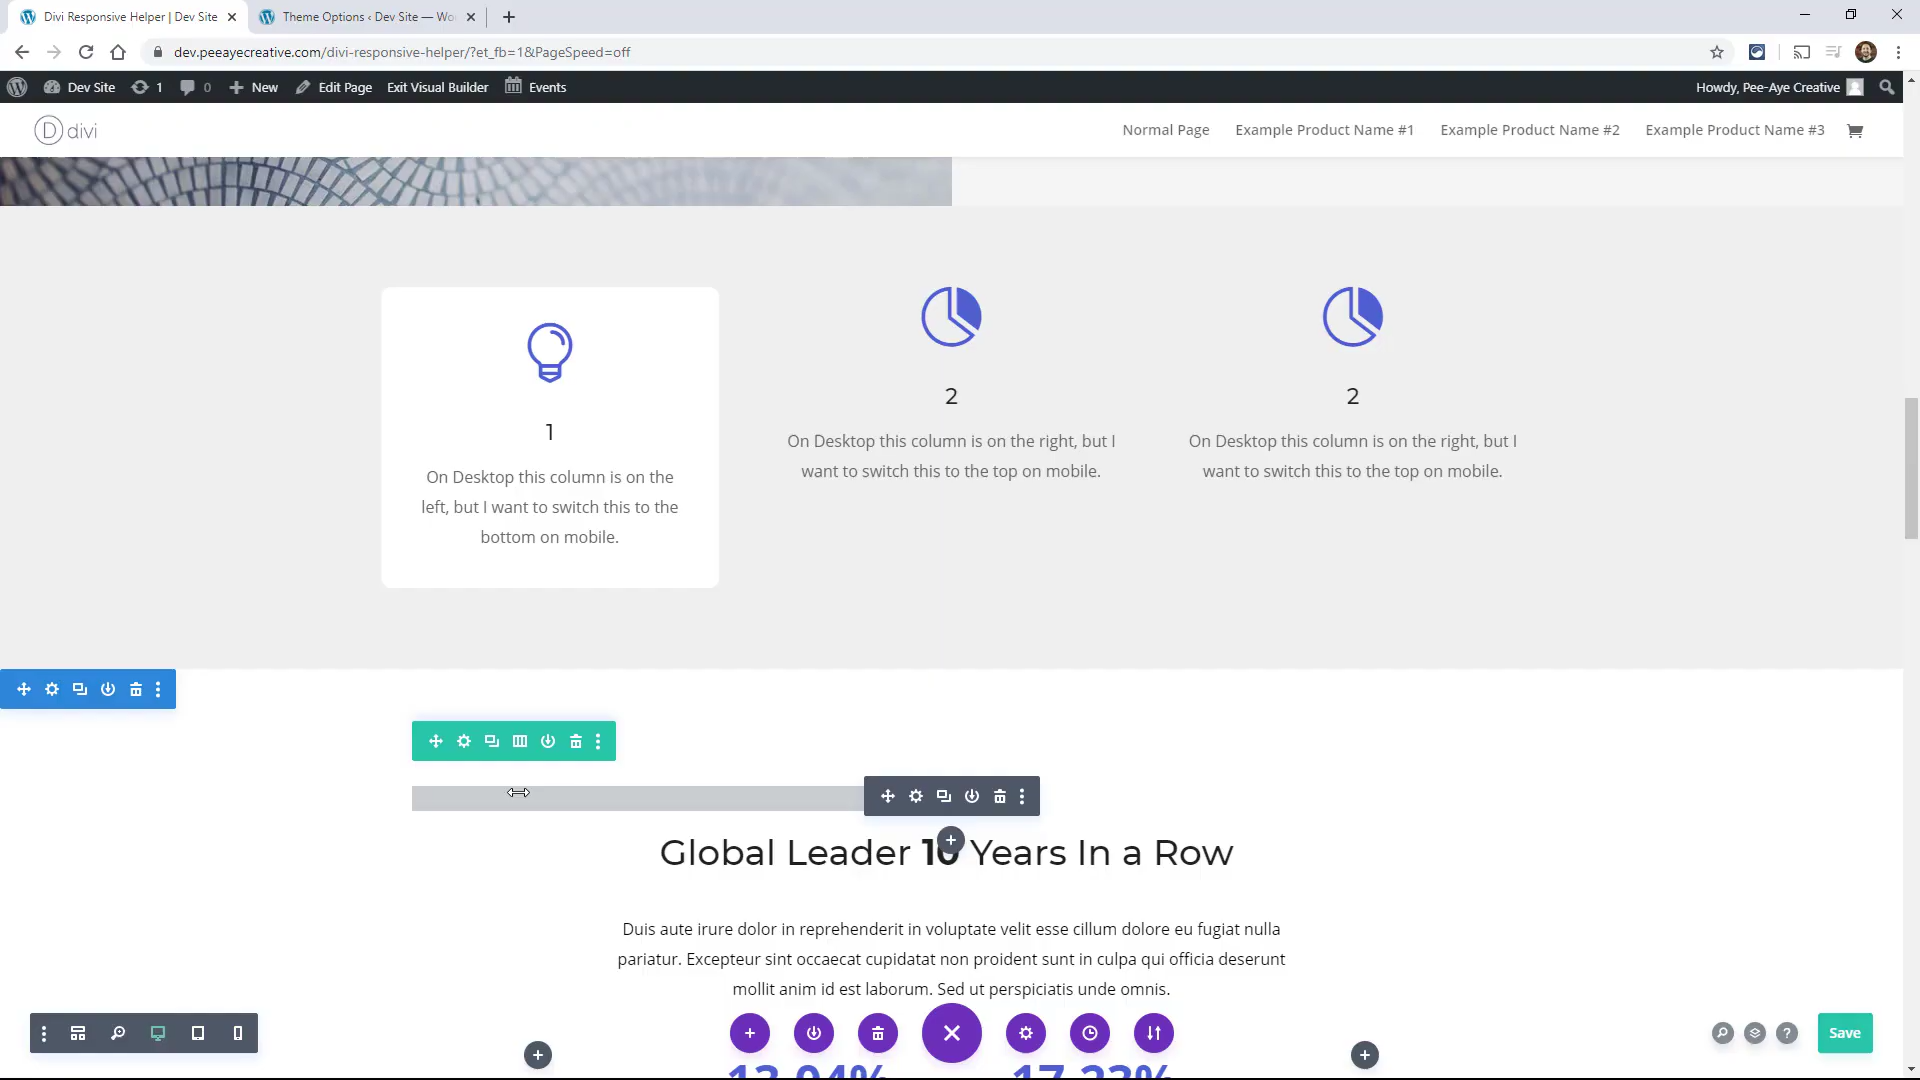 Divi Responsive Helper | Dev Site
Theme Options ‹ Dev Site — Wo
dev.peeayecreative.com/divi-responsive-helper/?et_fb=1&PageSpeed=off
Dev Site 1 0 New Edit Page Exit Visual Builder Events Howdy, Pee-Aye Creative
D divi
Normal Page Example Product Name #1 Example Product Name #2 Example Product Name #3
1
On Desktop this column is on the
left, but I want to switch this to the
bottom on mobile.
2
On Desktop this column is on the right, but I
want to switch this to the top on mobile.
2
On Desktop this column is on the right, but I
want to switch this to the top on mobile.
Global Leader 10 Years In a Row
Duis aute irure dolor in reprehenderit in voluptate velit esse cillum dolore eu fugiat nulla
pariatur. Excepteur sint occaecat cupidatat non proident sunt in culpa qui officia deserunt
mollit anim id est laborum. Sed ut perspiciatis unde omnis.
Save